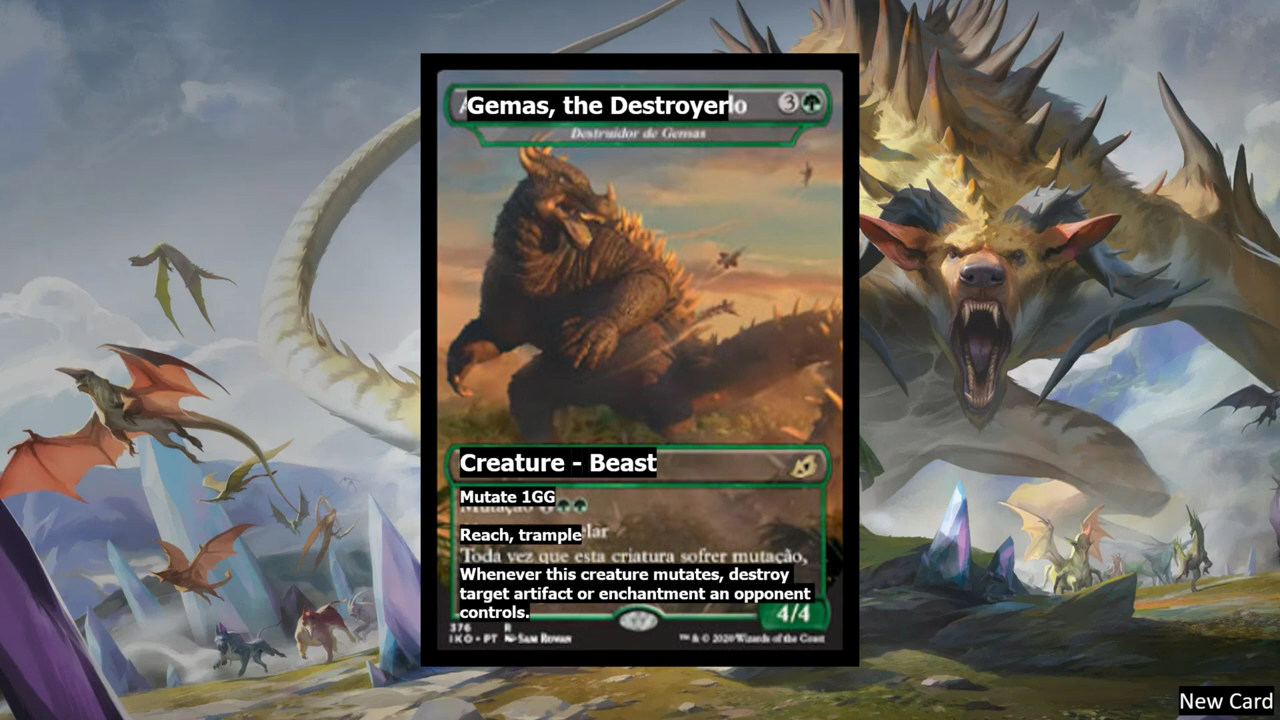 Gemas, the Destroyer
3
Destruidor de Gemas
Creature - Beast
Mutate 1GG
Reach, trample
Toda vez que esta criatura sofrer mutação,
Whenever this creature mutates, destroy
target artifact or enchantment an opponent
controls.
4/4
376 R
IKO • PT SAM ROWAN
™ & © 2020 Wizards of the Coast
New Card